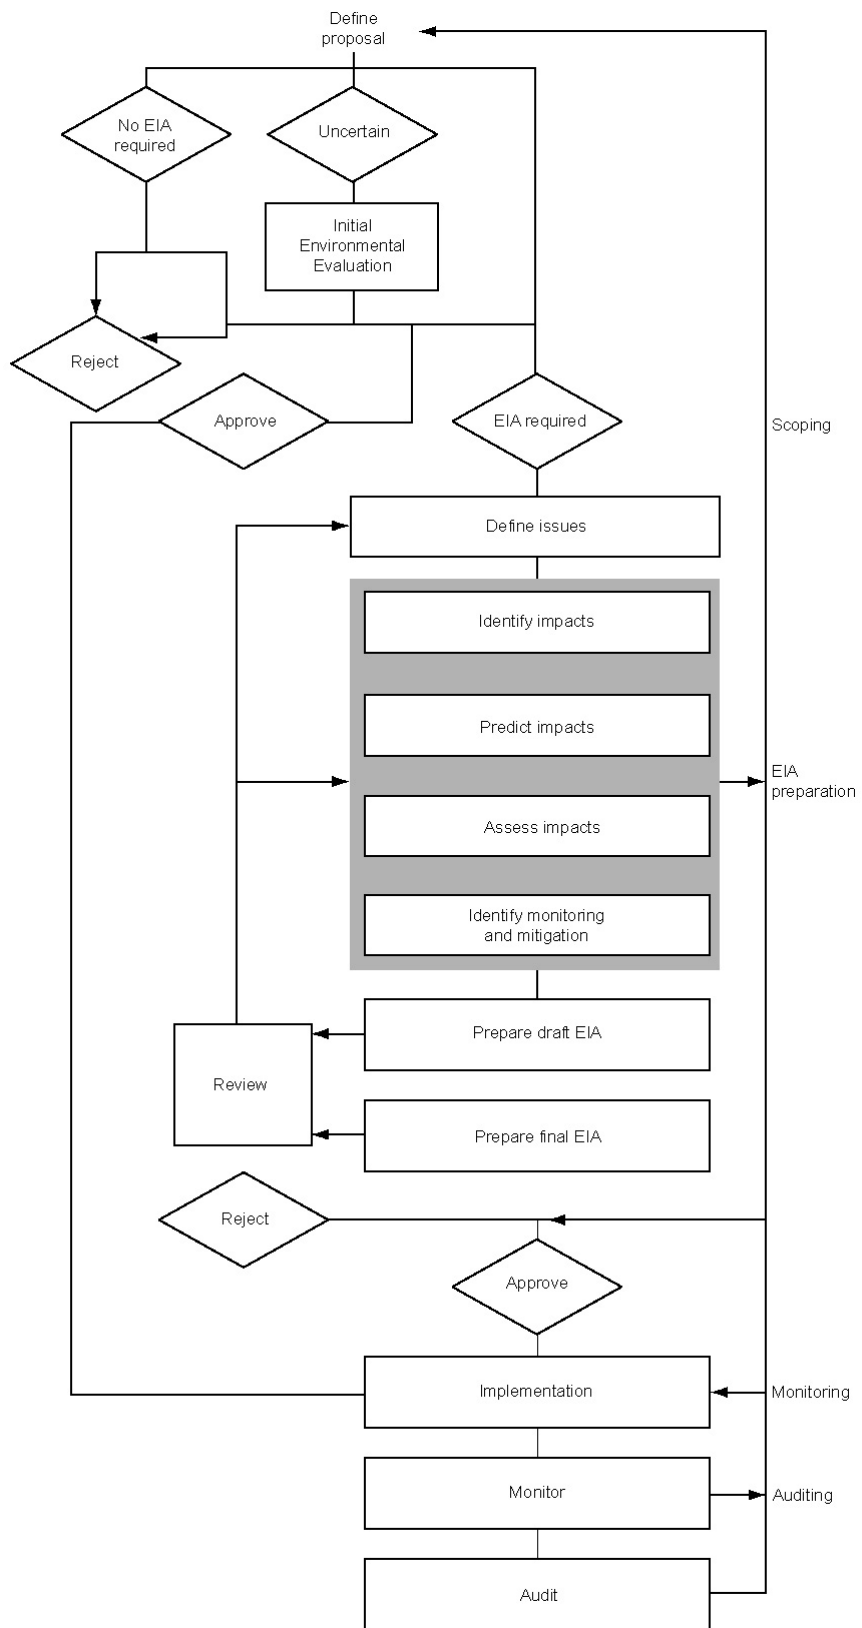 Define
proposal
No EIA
required
Uncertain
Initial
Environmental
Evaluation
Reject
Approve
EIA required
Scoping
Define issues
Identify impacts
Predict impacts
EIA
preparation
Assess impacts
Identify monitoring
and mitigation
Prepare draft EIA
Review
Prepare final EIA
Reject
Approve
Implementation
Monitoring
Monitor
Auditing
Audit